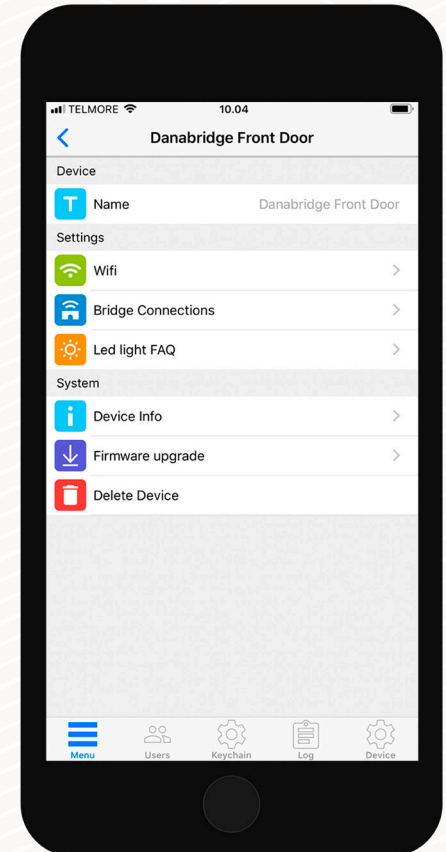 TELMORE 10.04
Danabridge Front Door
Device
T Name Danabridge Front Door
Settings
Wifi
Bridge Connections
Led light FAQ
System
i Device Info
Firmware upgrade
Delete Device
Menu Users Keychain Log Device